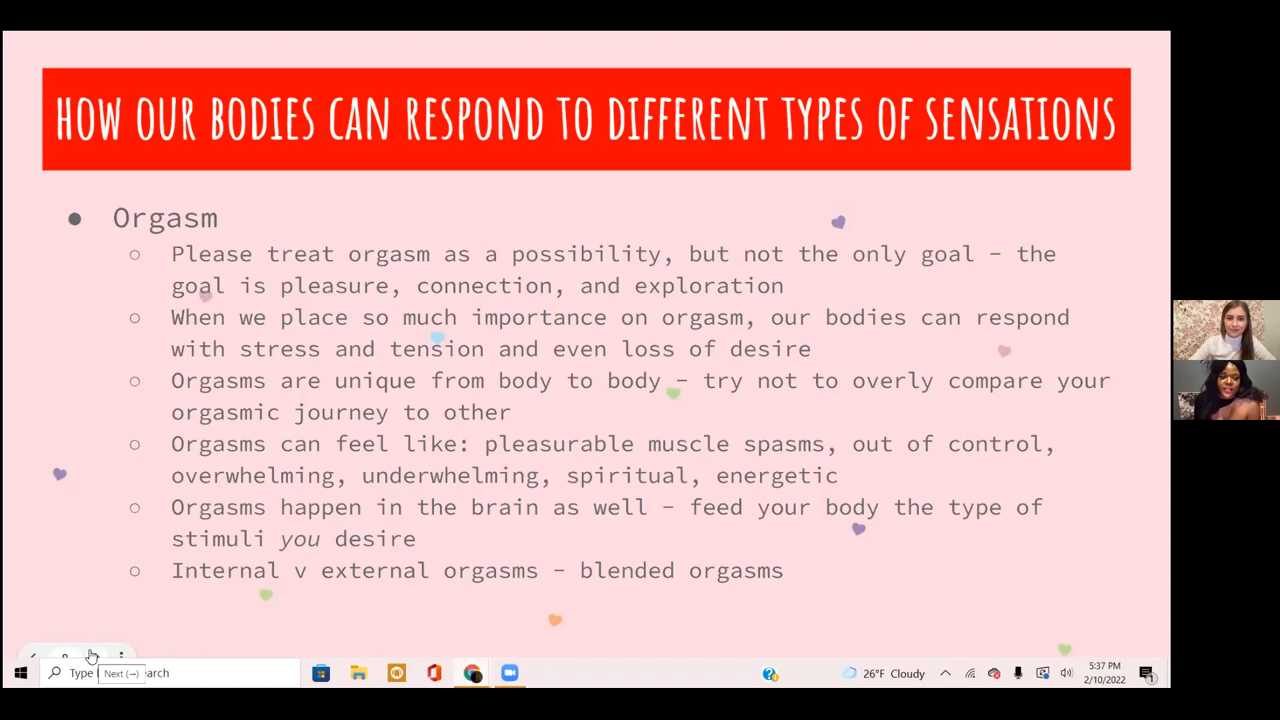 HOW OUR BODIES CAN RESPOND TO DIFFERENT TYPES OF SENSATIONS
● Orgasm
○ Please treat orgasm as a possibility, but not the only goal – the
goal is pleasure, connection, and exploration
○ When we place so much importance on orgasm, our bodies can respond
with stress and tension and even loss of desire
○ Orgasms are unique from body to body – try not to overly compare your
orgasmic journey to other
○ Orgasms can feel like: pleasurable muscle spasms, out of control,
overwhelming, underwhelming, spiritual, energetic
○ Orgasms happen in the brain as well – feed your body the type of
stimuli you desire
○ Internal v external orgasms – blended orgasms
Type
earch
Next (→)
26°F Cloudy
5:37 PM
2/10/2022
1